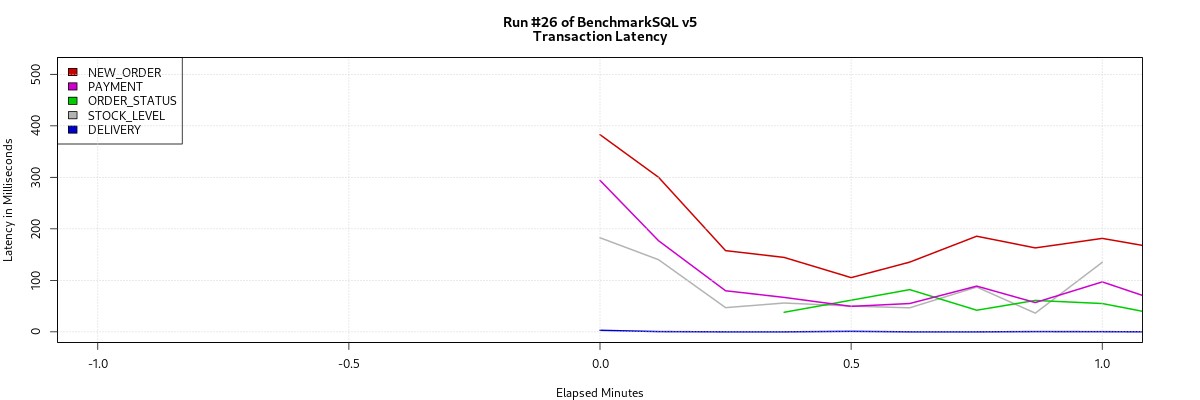 Run #26 of BenchmarkSQL v5
Transaction Latency
NEW_ORDER
PAYMENT
ORDER_STATUS
STOCK_LEVEL
DELIVERY
Latency in Milliseconds
500
400
300
200
100
0
-1.0
-0.5
0.0
0.5
1.0
Elapsed Minutes